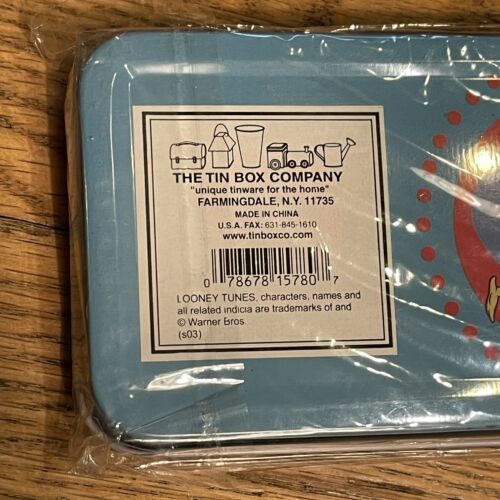 THE TIN BOX COMPANY
"unique tinware for the home"
FARMINGDALE, N.Y. 11735
MADE IN CHINA
U.S.A. FAX: 631-845-1610
www.tinboxco.com
0 78678 15780 7
LOONEY TUNES, characters, names and
all related indicia are trademarks of and
© Warner Bros.
(s03)